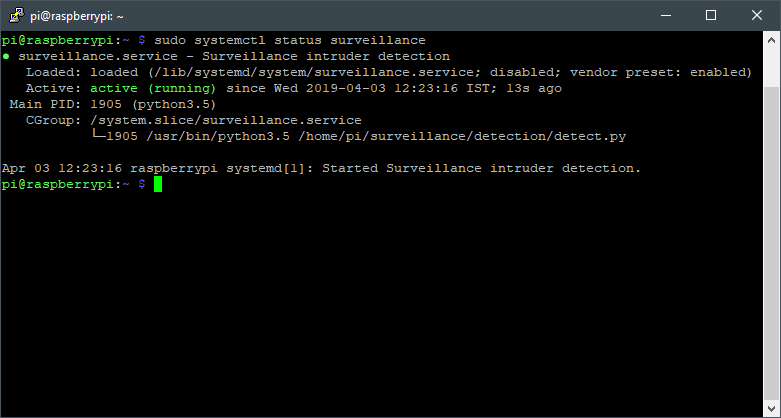 pi@raspberrypi: ~
pi@raspberrypi:~ $ sudo systemctl status surveillance
● surveillance.service - Surveillance intruder detection
   Loaded: loaded (/lib/systemd/system/surveillance.service; disabled; vendor preset: enabled)
   Active: active (running) since Wed 2019-04-03 12:23:16 IST; 13s ago
 Main PID: 1905 (python3.5)
   CGroup: /system.slice/surveillance.service
           └─1905 /usr/bin/python3.5 /home/pi/surveillance/detection/detect.py
Apr 03 12:23:16 raspberrypi systemd[1]: Started Surveillance intruder detection.
pi@raspberrypi:~ $